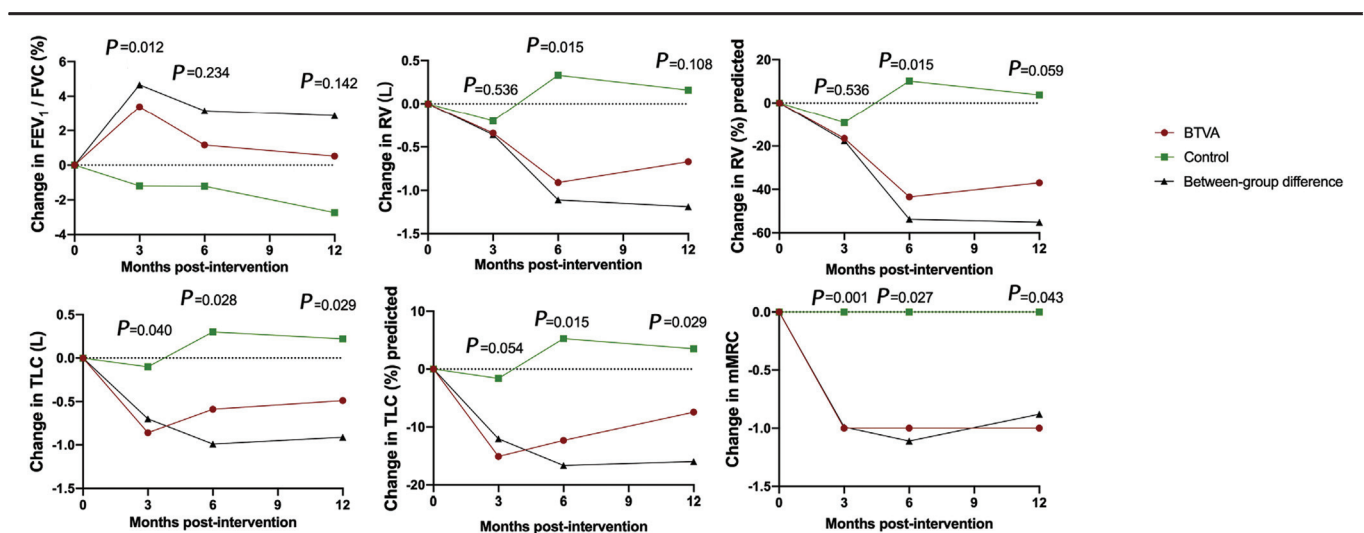 Change in FEV1 / FVC (%)
6
4
2
0
-2
-4
P=0.012
P=0.234
P=0.142
0 3 6 9 12
Months post-intervention
Change in RV (L)
0.5
0.0
-0.5
-1.0
-1.5
P=0.536
P=0.015
P=0.108
0 3 6 9 12
Months post-intervention
Change in RV (%) predicted
20
0
-20
-40
-60
P=0.536
P=0.015
P=0.059
0 3 6 9 12
Months post-intervention
BTVA
Control
Between-group difference
Change in TLC (L)
0.5
0.0
-0.5
-1.0
-1.5
P=0.040
P=0.028
P=0.029
0 3 6 9 12
Months post-intervention
Change in TLC (%) predicted
10
0
-10
-20
P=0.054
P=0.015
P=0.029
0 3 6 9 12
Months post-intervention
Change in mMRC
0.0
-0.5
-1.0
-1.5
P=0.001
P=0.027
P=0.043
0 3 6 9 12
Months post-intervention